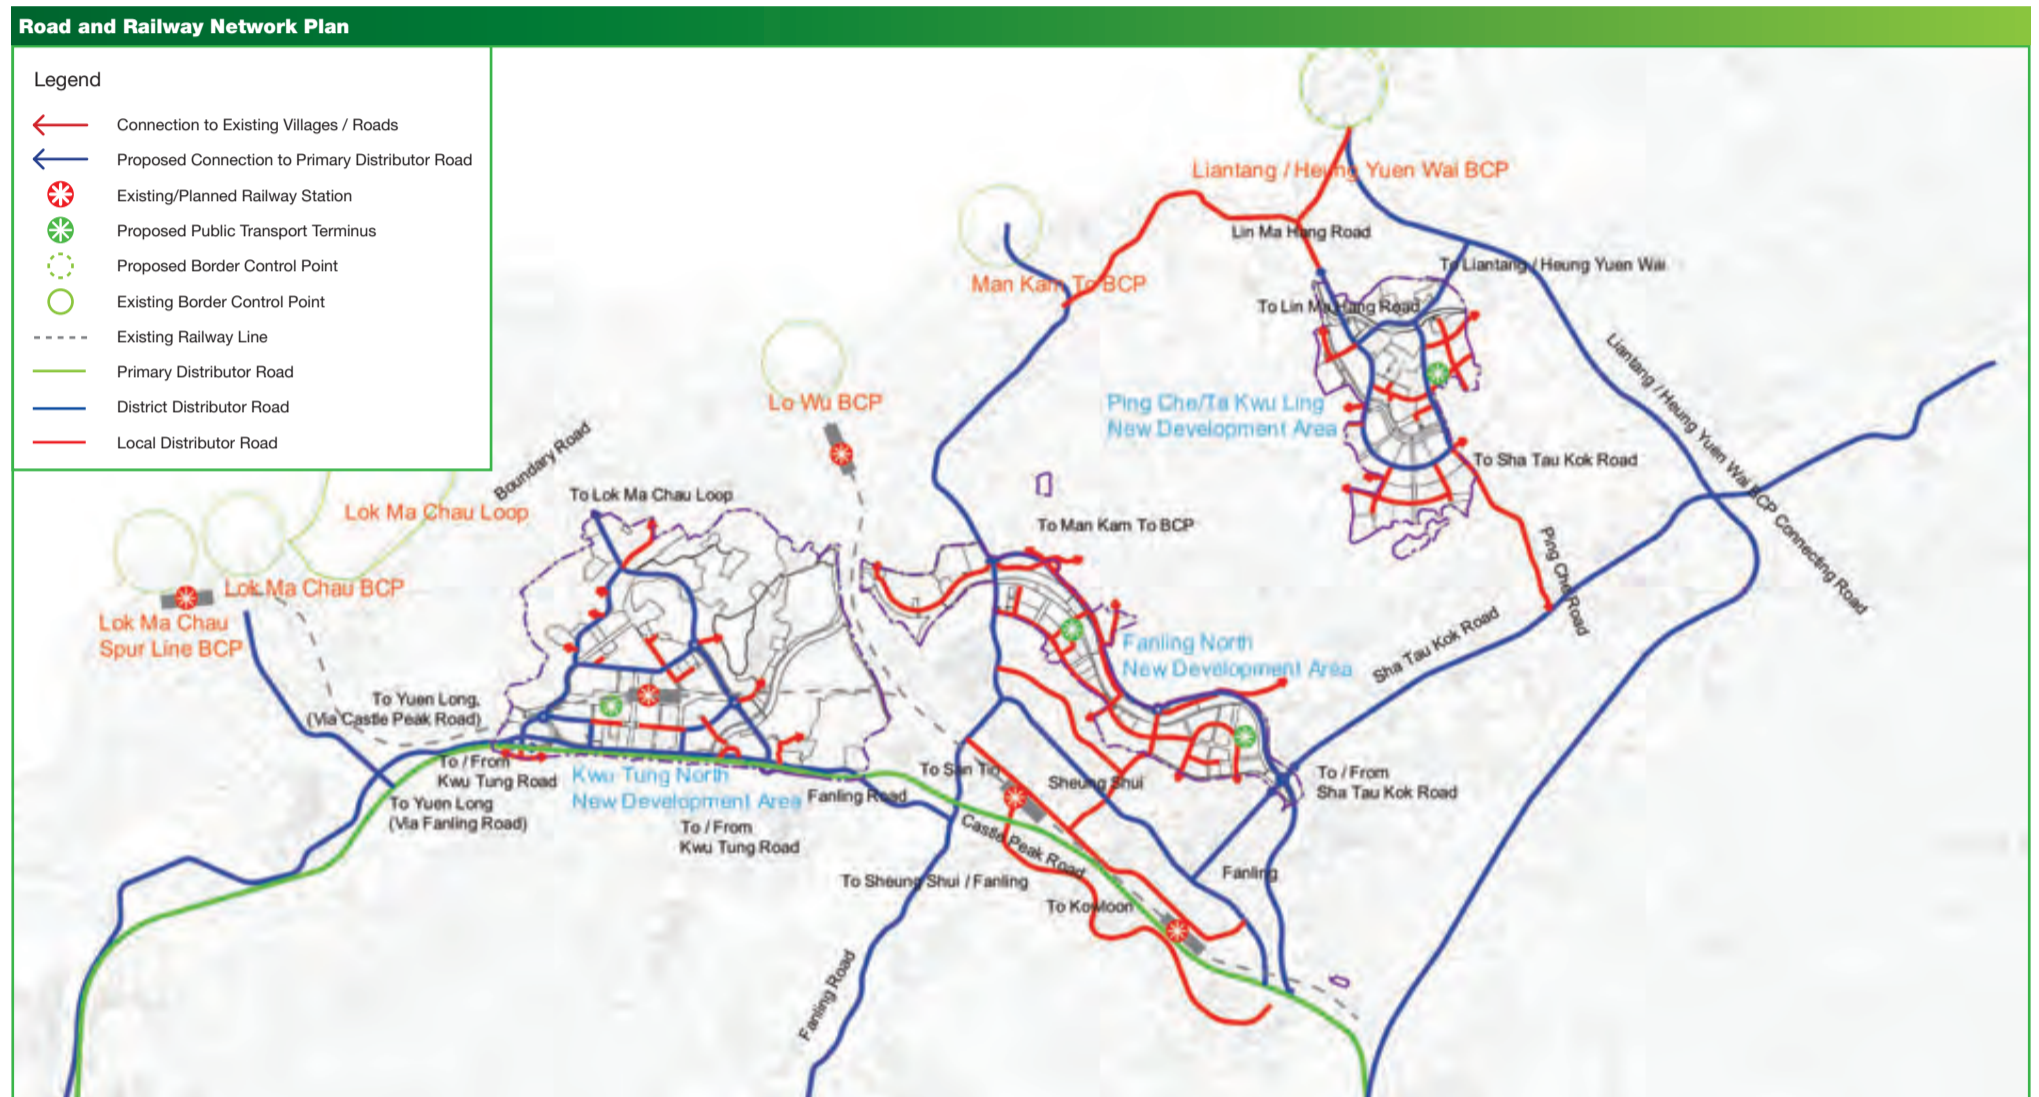 Road and Railway Network Plan
Legend
Connection to Existing Villages / Roads
Proposed Connection to Primary Distributor Road
Existing/Planned Railway Station
Proposed Public Transport Terminus
Proposed Border Control Point
Existing Border Control Point
Existing Railway Line
Primary Distributor Road
District Distributor Road
Local Distributor Road
Liantang / Heung Yuen Wai BCP
Lin Ma Hang Road
To Liantang / Heung Yuen Wai
Man Kam To BCP
To Lin Ma Hang Road
Liantang / Heung Yuen Wai BCP Connecting Road
Lo Wu BCP
Ping Che/Ta Kwu Ling
New Development Area
Boundary Road
To Sha Tau Kok Road
To Lok Ma Chau Loop
Lok Ma Chau Loop
To Man Kam To BCP
Ping Che Road
Lok Ma Chau BCP
Lok Ma Chau
Spur Line BCP
Fanling North
New Development Area
Sha Tau Kok Road
To Yuen Long,
(Via Castle Peak Road)
To / From
Kwu Tung Road
Kwu Tung North
New Development Area
To San Tin
Sheung Shui
To / From
Sha Tau Kok Road
Fanling Road
To Yuen Long
(Via Fanling Road)
To / From
Kwu Tung Road
Castle Peak Road
To Sheung Shui / Fanling
Fanling
To Kowloon
Fanling Road